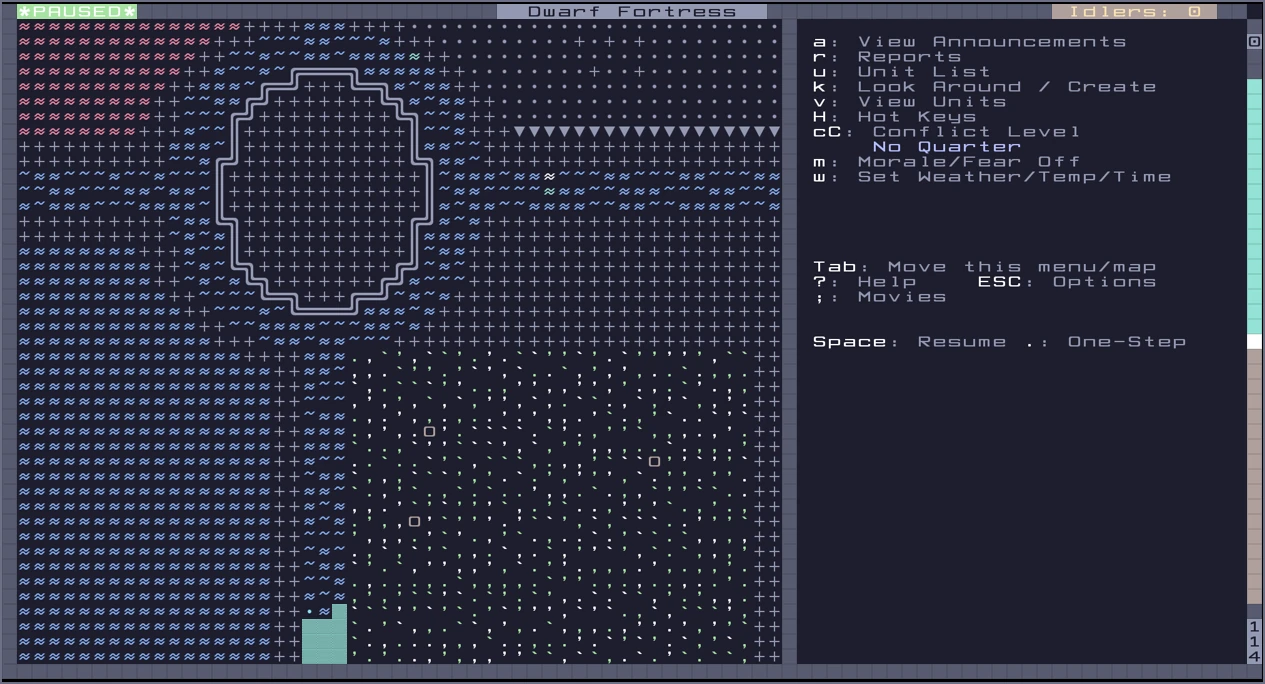 *PAUSED* Dwarf Fortress Idlers: 0
a: View Announcements
r: Reports
u: Unit List
k: Look Around / Create
v: View Units
H: Hot Keys
cC: Conflict Level
No Quarter
m: Morale/Fear Off
w: Set Weather/Temp/Time
Tab: Move this menu/map
?: Help ESC: Options
;: Movies
Space: Resume .: One-Step
0
114